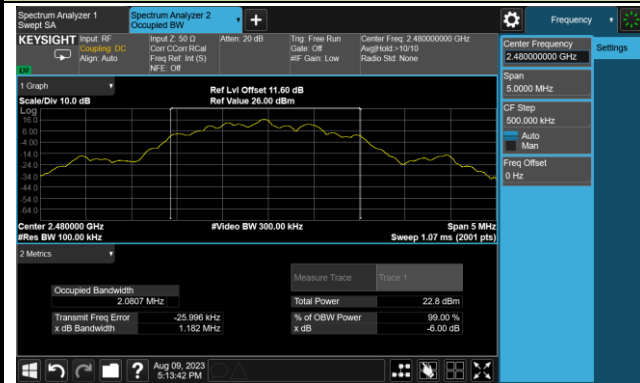 Spectrum Analyzer 1
Swept SA
Spectrum Analyzer 2
Occupied BW
Frequency
KEYSIGHT
Input: RF
Coupling: DC
Align: Auto
Input Z: 50 Ω
Corr CCorr RCal
Freq Ref: Int (S)
NFE: Off
Atten: 20 dB
Trig: Free Run
Gate: Off
#IF Gain: Low
Center Freq: 2.480000000 GHz
Avg|Hold:>10/10
Radio Std: None
LXI
Center Frequency
2.480000000 GHz
Settings
Span
5.0000 MHz
CF Step
500.000 kHz
Auto
Man
Freq Offset
0 Hz
1 Graph
Scale/Div 10.0 dB
Ref Lvl Offset 11.60 dB
Ref Value 26.00 dBm
Log
16.0
6.00
-4.00
-14.0
-24.0
-34.0
-44.0
-54.0
-64.0
Center 2.480000 GHz
#Res BW 100.00 kHz
#Video BW 300.00 kHz
Span 5 MHz
Sweep 1.07 ms (2001 pts)
2 Metrics
Measure Trace
Trace 1
Occupied Bandwidth
2.0807 MHz
Total Power
22.8 dBm
Transmit Freq Error
-25.996 kHz
% of OBW Power
99.00 %
x dB Bandwidth
1.182 MHz
x dB
-6.00 dB
Aug 09, 2023
5:13:42 PM